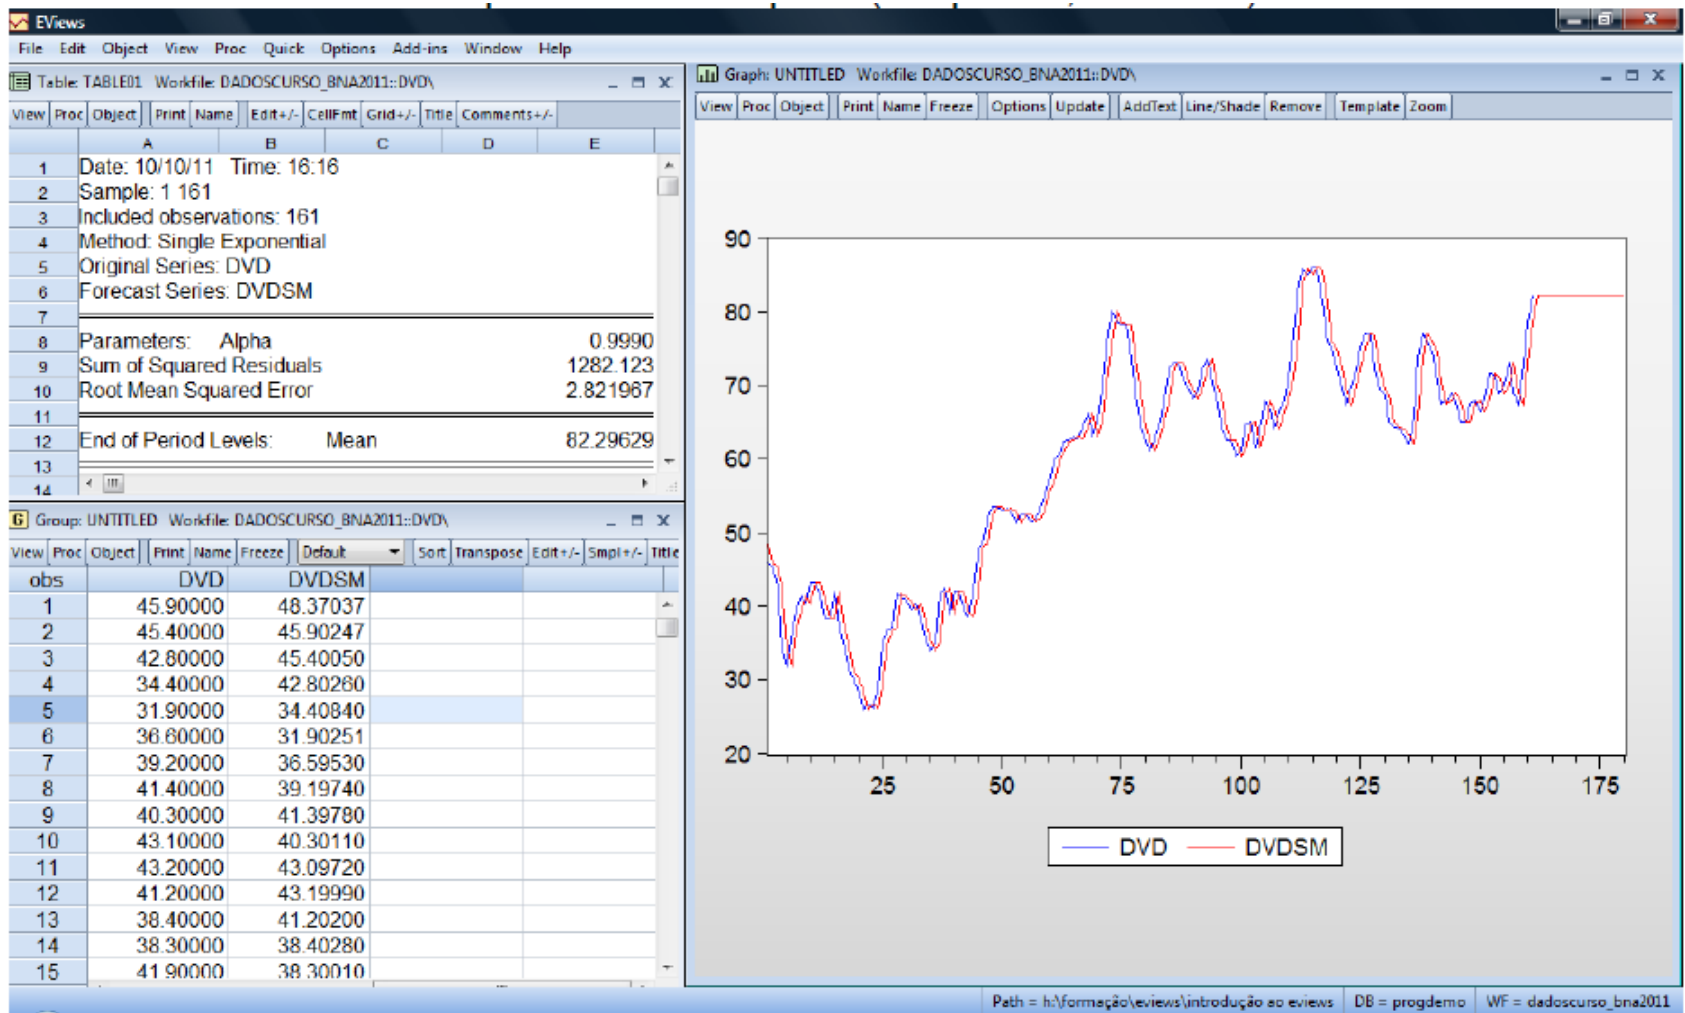 EViews
File Edit Object View Proc Quick Options Add-ins Window Help
Table: TABLE01 Workfile: DADOSCURSO_BNA2011::DVD\
View Proc Object Print Name Edit+/- CellFmt Grid+/- Title Comments+/-
A B C D E
1 Date: 10/10/11 Time: 16:16
2 Sample: 1 161
3 Included observations: 161
4 Method: Single Exponential
5 Original Series: DVD
6 Forecast Series: DVDSM
7
8 Parameters: Alpha 0.9990
9 Sum of Squared Residuals 1282.123
10 Root Mean Squared Error 2.821967
11
12 End of Period Levels: Mean 82.29629
13
14
Group: UNTITLED Workfile: DADOSCURSO_BNA2011::DVD\
View Proc Object Print Name Freeze Default Sort Transpose Edit+/- Smpl+/- Title
obs DVD DVDSM
1 45.90000 48.37037
2 45.40000 45.90247
3 42.80000 45.40050
4 34.40000 42.80260
5 31.90000 34.40840
6 36.60000 31.90251
7 39.20000 36.59530
8 41.40000 39.19740
9 40.30000 41.39780
10 43.10000 40.30110
11 43.20000 43.09720
12 41.20000 43.19990
13 38.40000 41.20200
14 38.30000 38.40280
15 41.90000 38.30010
Graph: UNTITLED Workfile: DADOSCURSO_BNA2011::DVD\
View Proc Object Print Name Freeze Options Update AddText Line/Shade Remove Template Zoom
90
80
70
60
50
40
30
20
25 50 75 100 125 150 175
DVD DVDSM
Path = h:\formação\eviews\introdução ao eviews DB = progdemo WF = dadoscurso_bna2011